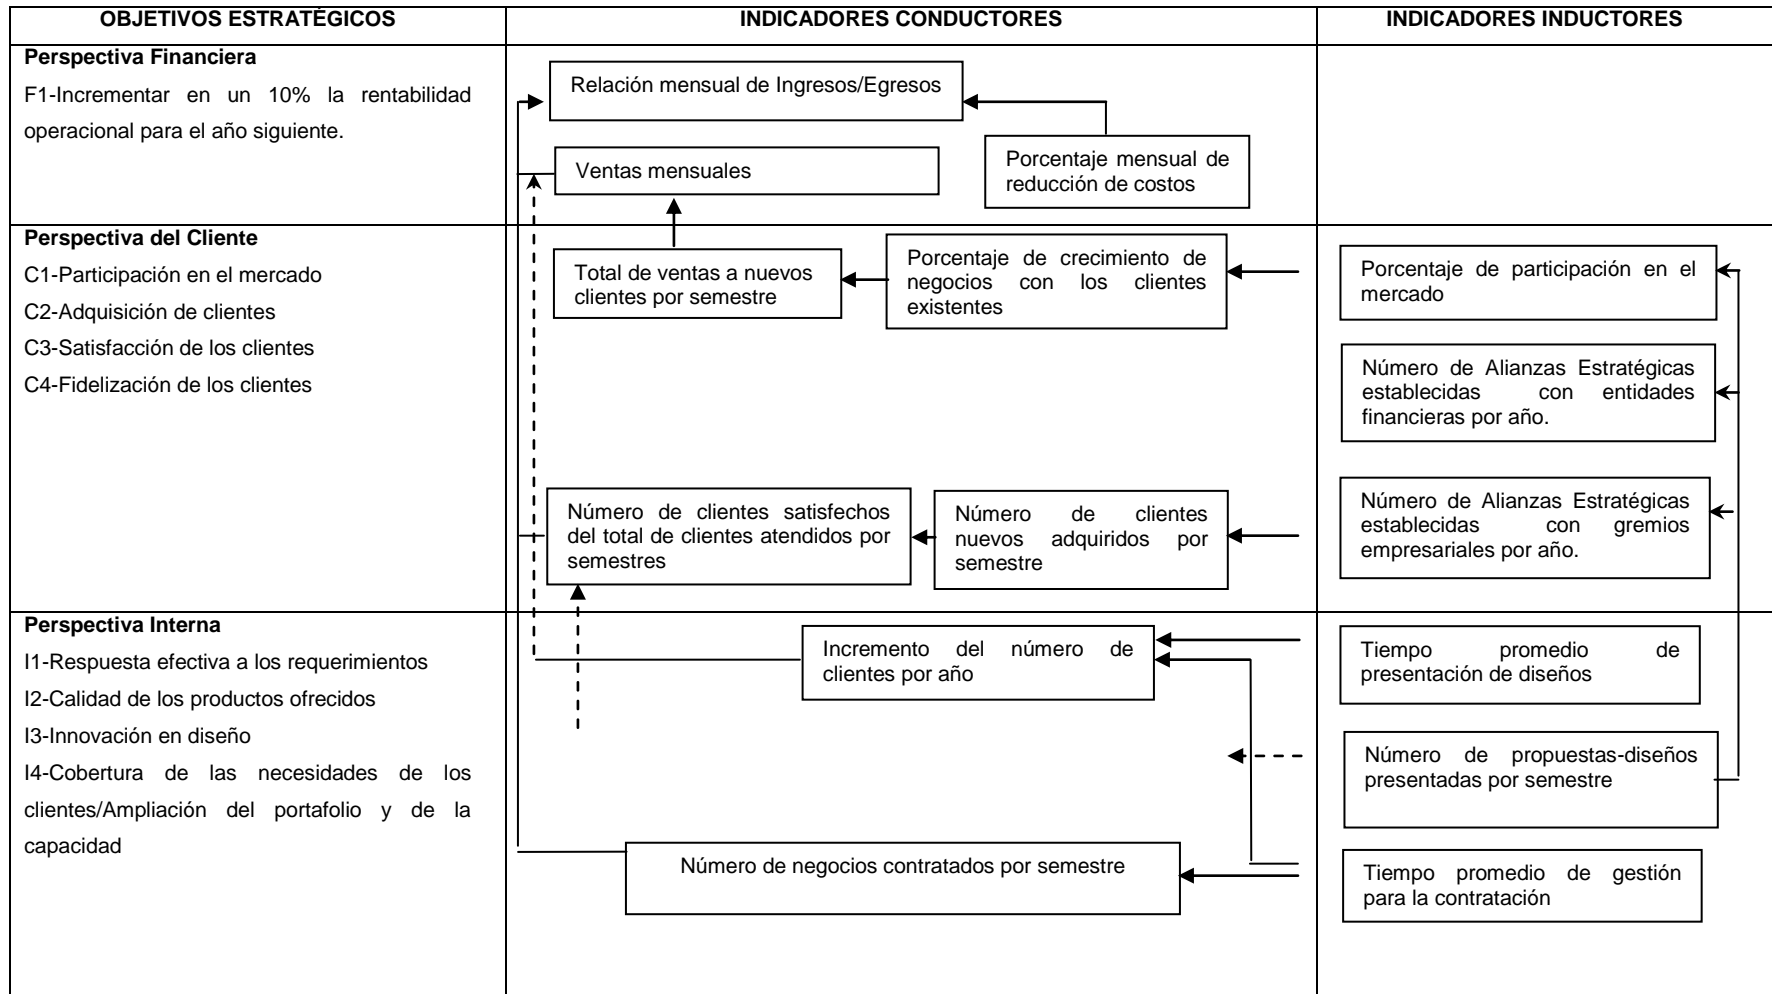 OBJETIVOS ESTRATÉGICOS
INDICADORES CONDUCTORES
INDICADORES INDUCTORES
Perspectiva Financiera
F1-Incrementar en un 10% la rentabilidad
operacional para el año siguiente.
Relación mensual de Ingresos/Egresos
Ventas mensuales
Porcentaje mensual de
reducción de costos
Perspectiva del Cliente
C1-Participación en el mercado
C2-Adquisición de clientes
C3-Satisfacción de los clientes
C4-Fidelización de los clientes
Total de ventas a nuevos
clientes por semestre
Porcentaje de crecimiento de
negocios con los clientes
existentes
Número de clientes satisfechos
del total de clientes atendidos por
semestres
Número de clientes
nuevos adquiridos por
semestre
Porcentaje de participación en el
mercado
Número de Alianzas Estratégicas
establecidas con entidades
financieras por año.
Número de Alianzas Estratégicas
establecidas con gremios
empresariales por año.
Perspectiva Interna
I1-Respuesta efectiva a los requerimientos
I2-Calidad de los productos ofrecidos
I3-Innovación en diseño
I4-Cobertura de las necesidades de los
clientes/Ampliación del portafolio y de la
capacidad
Incremento del número de
clientes por año
Número de negocios contratados por semestre
Tiempo promedio de
presentación de diseños
Número de propuestas-diseños
presentadas por semestre
Tiempo promedio de gestión
para la contratación